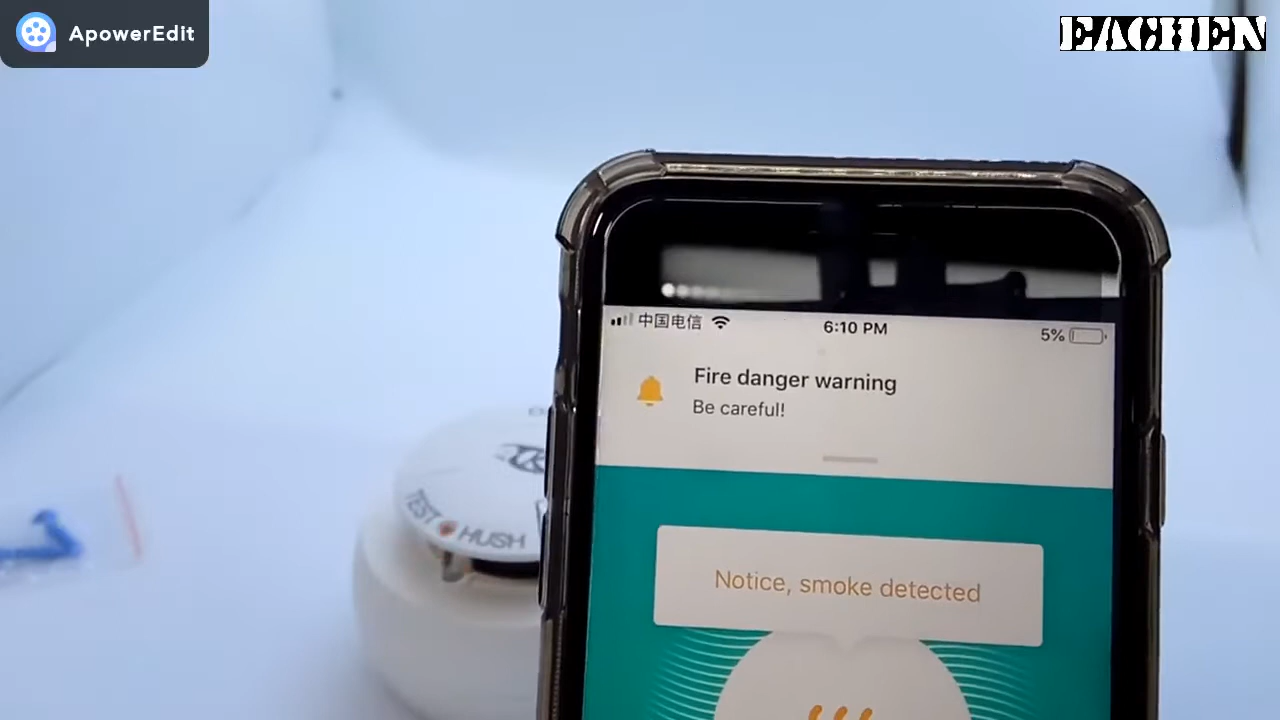 ApowerEdit
EACHEN
中国电信
6:10 PM
5%
Fire danger warning
Be careful!
Notice, smoke detected
TEST HUSH